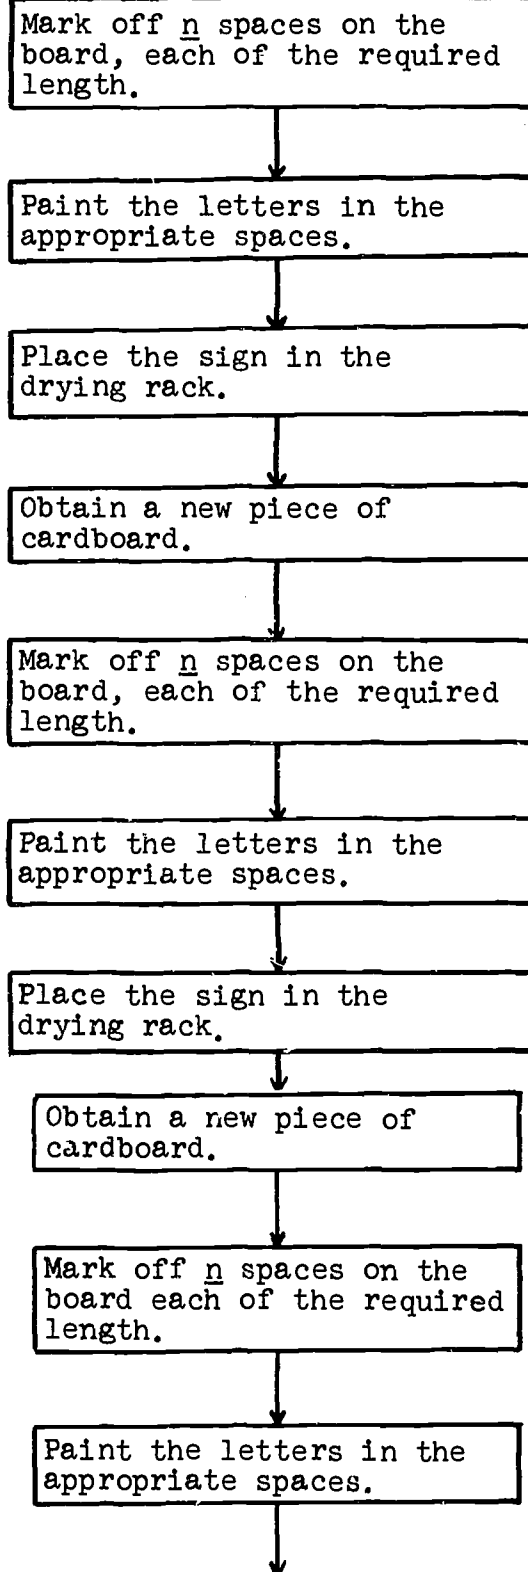 Mark off n spaces on the
board, each of the required
length.
Paint the letters in the
appropriate spaces.
Place the sign in the
drying rack.
Obtain a new piece of
cardboard.
Mark off n spaces on the
board, each of the required
length.
Paint the letters in the
appropriate spaces.
Place the sign in the
drying rack.
Obtain a new piece of
cardboard.
Mark off n spaces on the
board each of the required
length.
Paint the letters in the
appropriate spaces.